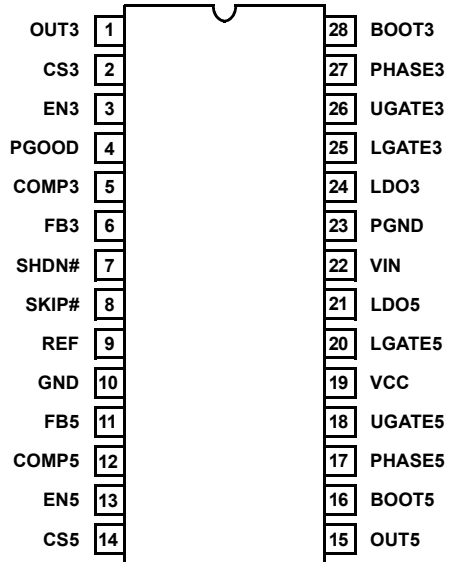 OUT3 1 28 BOOT3
CS3 2 27 PHASE3
EN3 3 26 UGATE3
PGOOD 4 25 LGATE3
COMP3 5 24 LDO3
FB3 6 23 PGND
SHDN# 7 22 VIN
SKIP# 8 21 LDO5
REF 9 20 LGATE5
GND 10 19 VCC
FB5 11 18 UGATE5
COMP5 12 17 PHASE5
EN5 13 16 BOOT5
CS5 14 15 OUT5